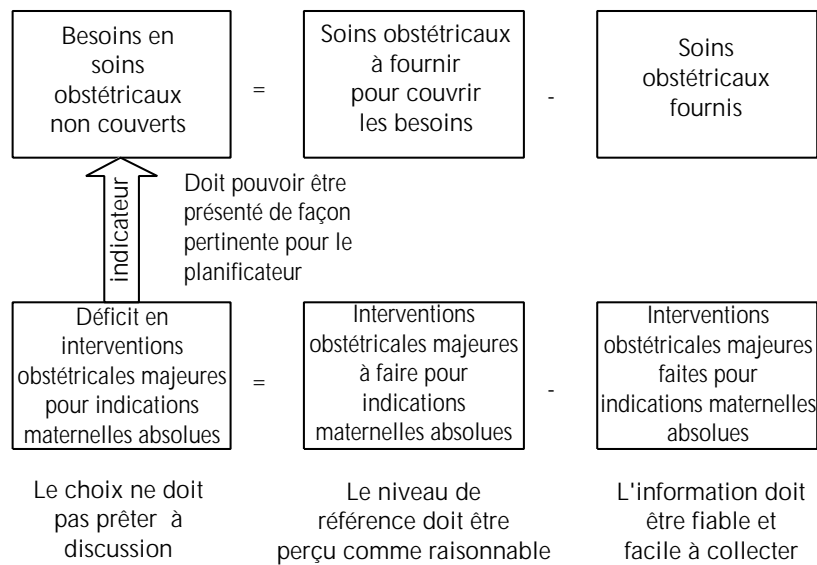 Besoins en
soins
obstétricaux
non couverts
=
Soins obstétricaux
à fournir
pour couvrir
les besoins
-
Soins
obstétricaux
fournis
indicateur
Doit pouvoir être
présenté de façon
pertinente pour le
planificateur
Déficit en
interventions
obstétricales majeures
pour indications
maternelles absolues
=
Interventions
obstétricales majeures
à faire pour
indications
maternelles absolues
-
Interventions
obstétricales majeures
faites pour
indications maternelles
absolues
Le choix ne doit
pas prêter à
discussion
Le niveau de
référence doit être
perçu comme raisonnable
L'information doit
être fiable et
facile à collecter